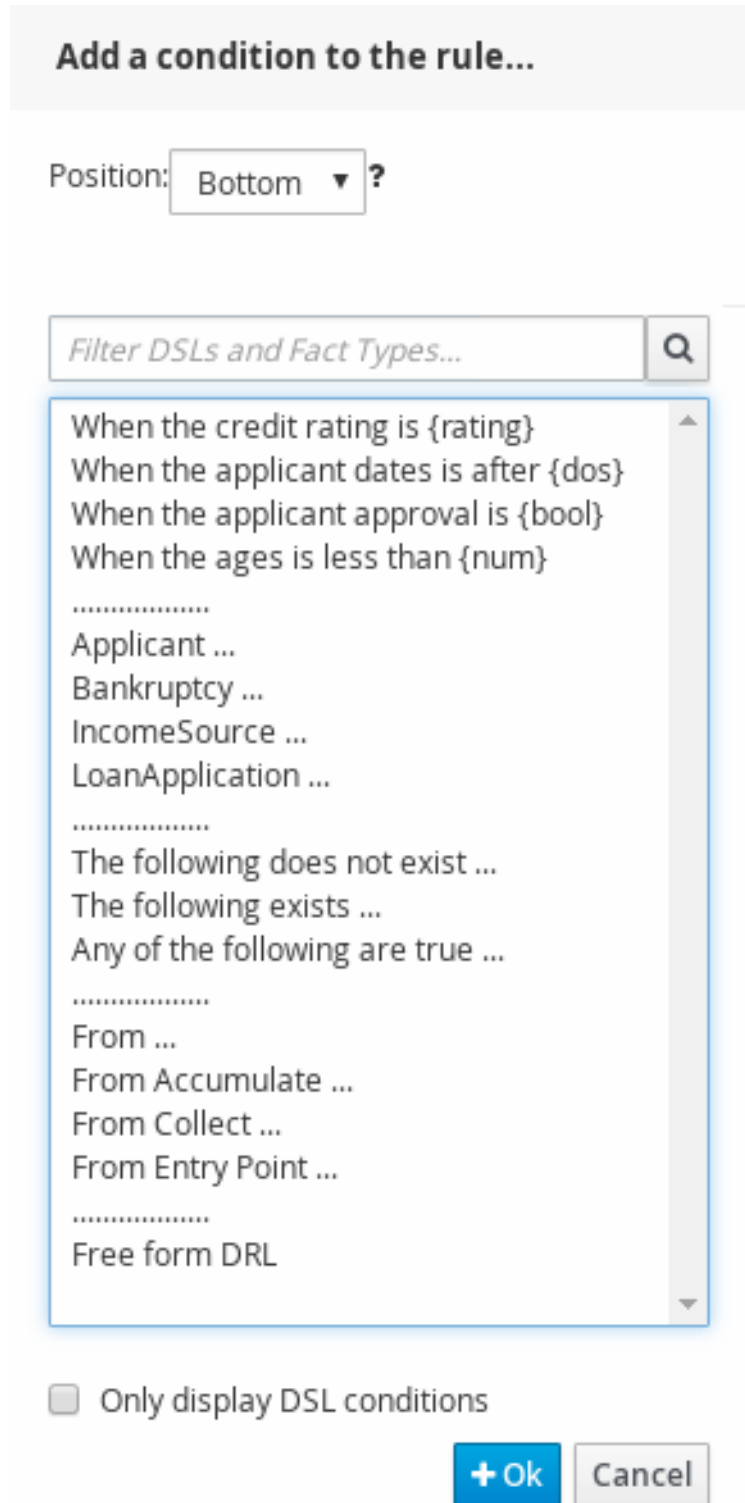 Add a condition to the rule...
Position: Bottom ▼ ?
Filter DSLs and Fact Types...
When the credit rating is {rating}
When the applicant dates is after {dos}
When the applicant approval is {bool}
When the ages is less than {num}
..................
Applicant ...
Bankruptcy ...
IncomeSource ...
LoanApplication ...
..................
The following does not exist ...
The following exists ...
Any of the following are true ...
..................
From ...
From Accumulate ...
From Collect ...
From Entry Point ...
..................
Free form DRL
Only display DSL conditions
+ Ok Cancel